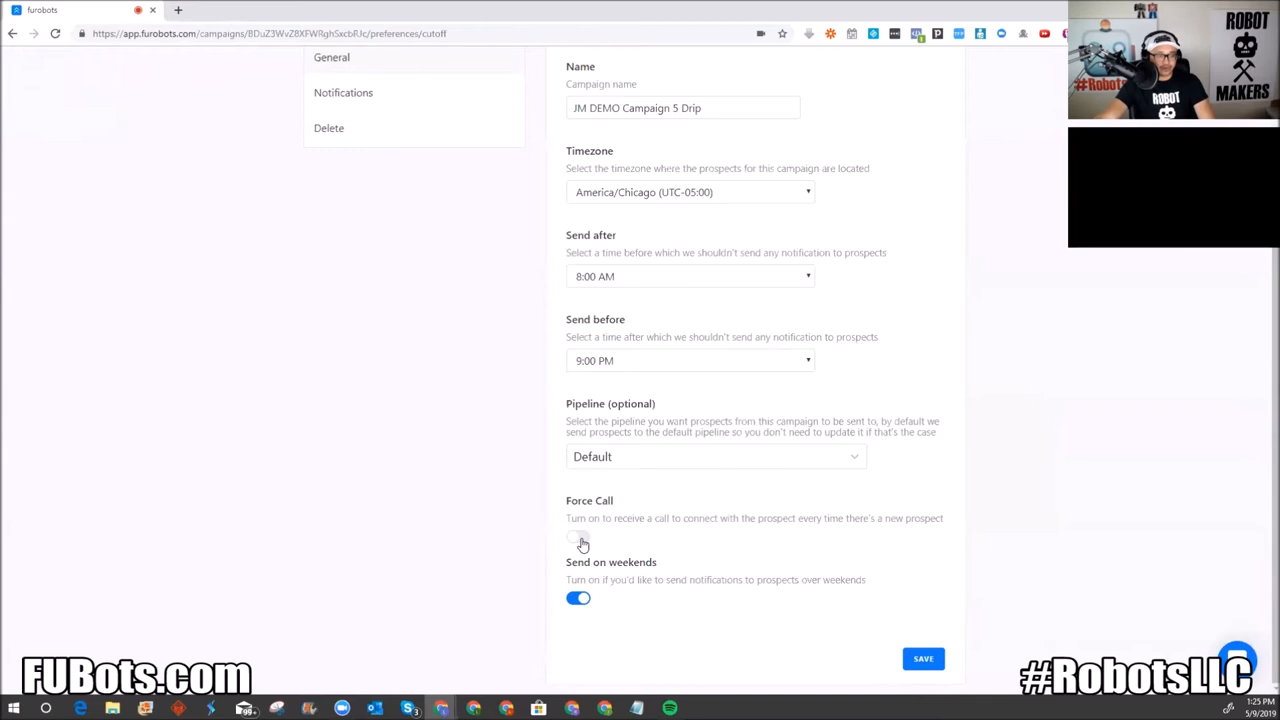 furobots
https://app.furobots.com/campaigns/BDuZ3WvZ8XFWRghSxcbRJc/preferences/cutoff
ROBOT
MAKERS
ROBOT
#Robots
General
Notifications
Delete
Name
Campaign name
JM DEMO Campaign 5 Drip
Timezone
Select the timezone where the prospects for this campaign are located
America/Chicago (UTC-05:00)
Send after
Select a time before which we shouldn't send any notification to prospects
8:00 AM
Send before
Select a time after which we shouldn't send any notification to prospects
9:00 PM
Pipeline (optional)
Select the pipeline you want prospects from this campaign to be sent to, by default we
send prospects to the default pipeline so you don't need to update it if that's the case
Default
Force Call
Turn on to receive a call to connect with the prospect every time there's a new prospect
Send on weekends
Turn on if you'd like to send notifications to prospects over weekends
SAVE
FUBots.com
#RobotsLLC
99+
1:25 PM
5/9/2019